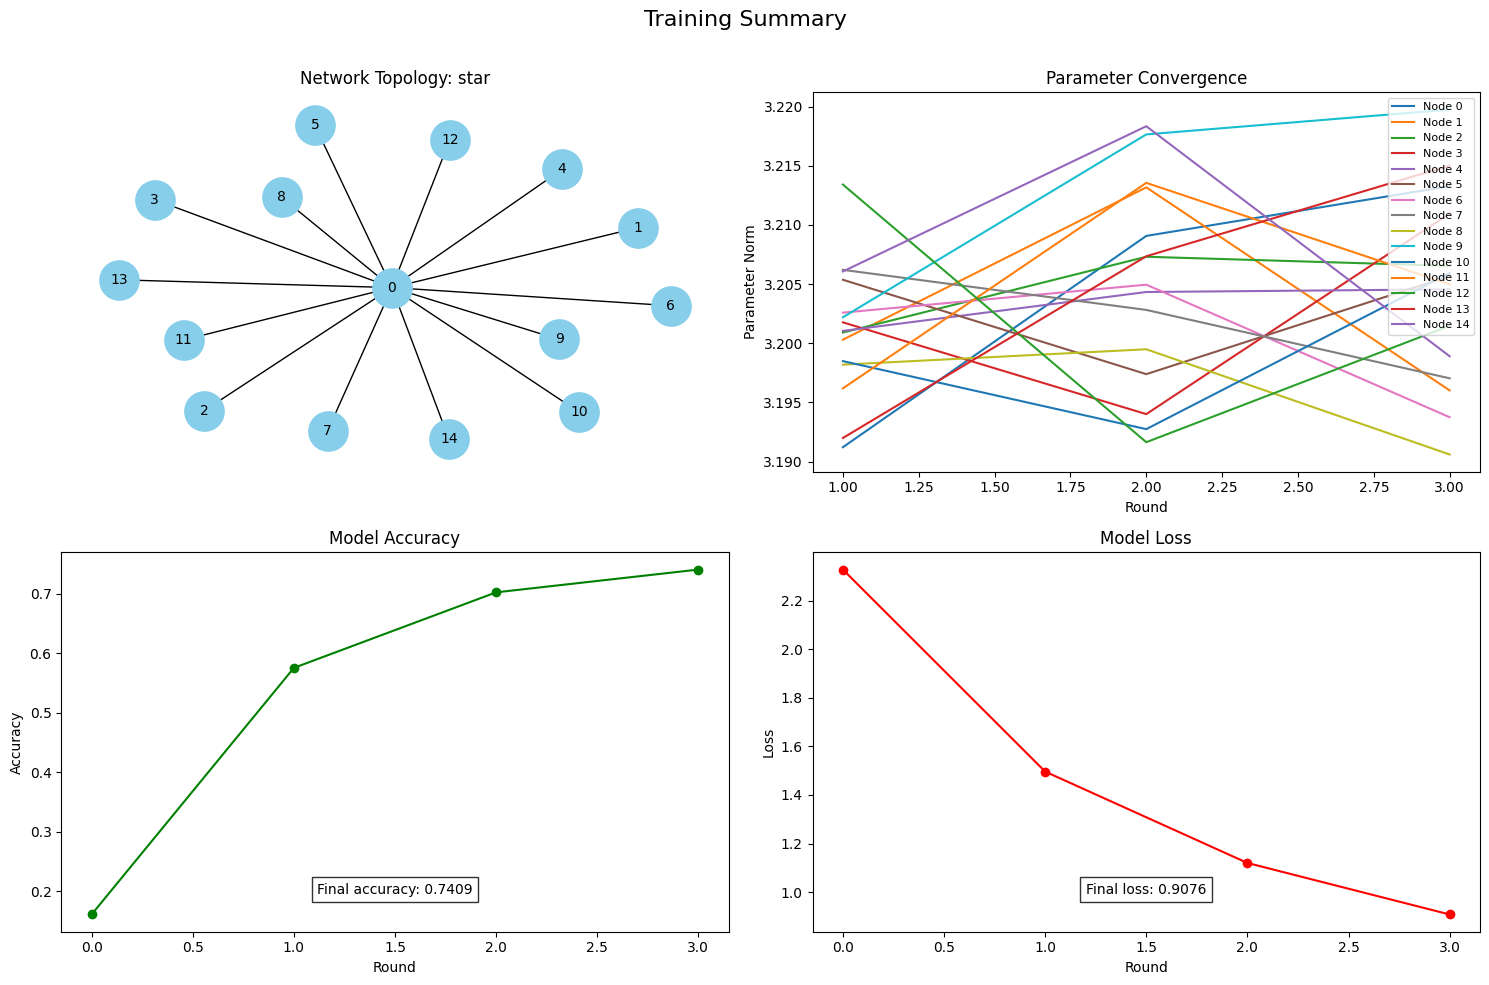 Training Summary
Network Topology: star
5
12
4
3
8
1
13
0
6
11
9
2
7
14
10
Parameter Convergence
Parameter Norm
3.220
3.215
3.210
3.205
3.200
3.195
3.190
1.00 1.25 1.50 1.75 2.00 2.25 2.50 2.75 3.00
Round
Node 0
Node 1
Node 2
Node 3
Node 4
Node 5
Node 6
Node 7
Node 8
Node 9
Node 10
Node 11
Node 12
Node 13
Node 14
Model Accuracy
Accuracy
0.7
0.6
0.5
0.4
0.3
0.2
Final accuracy: 0.7409
0.0 0.5 1.0 1.5 2.0 2.5 3.0
Round
Model Loss
Loss
2.2
2.0
1.8
1.6
1.4
1.2
1.0
Final loss: 0.9076
0.0 0.5 1.0 1.5 2.0 2.5 3.0
Round